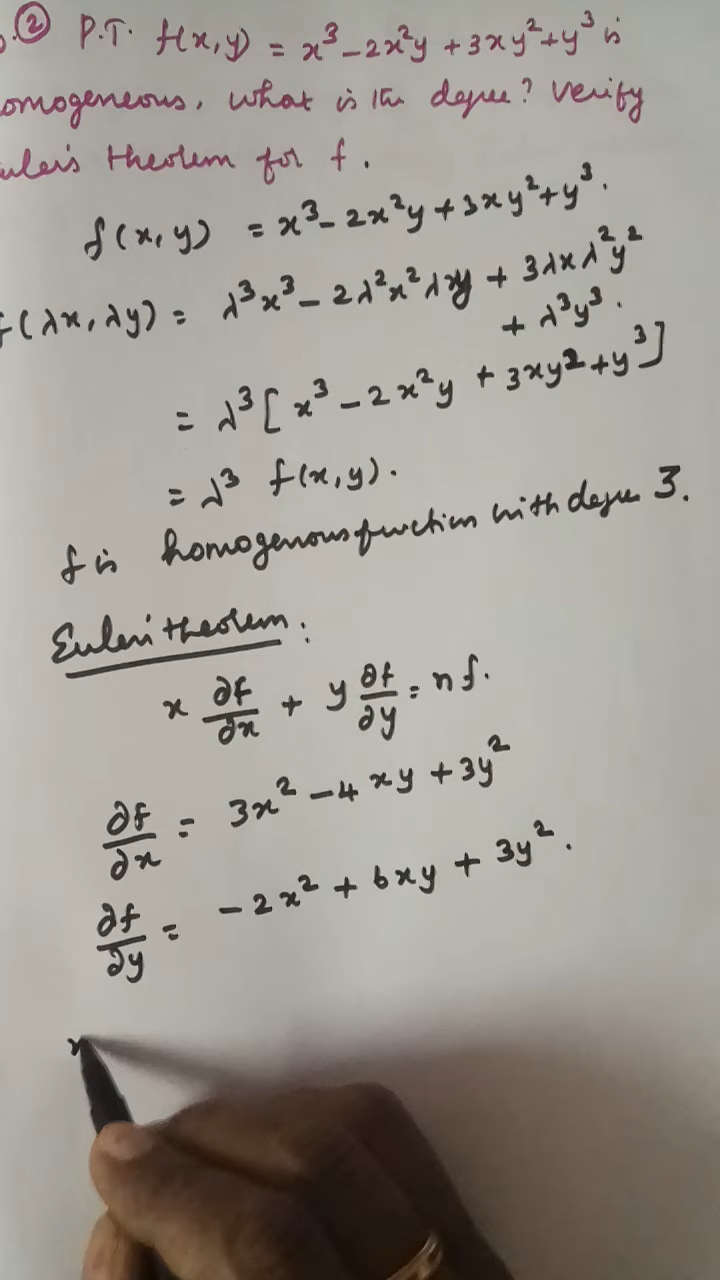 ② P.T. f(x,y) = x³ - 2x²y + 3xy² + y³ is
omogeneous. What is the degree? Verify
uler's theorem for f.
f(x,y) = x³ - 2x²y + 3xy² + y³.
f(λx, λy) = λ³x³ - 2λ²x²λy + 3λxλ²y²
+ λ³y³.
= λ³[x³ - 2x²y + 3xy² + y³]
= λ³ f(x,y).
f is homogenous function with degree 3.
Euler's theorem:
x ∂f/∂x + y ∂f/∂y = nf.
∂f/∂x = 3x² - 4xy + 3y²
∂f/∂y = -2x² + 6xy + 3y².
x